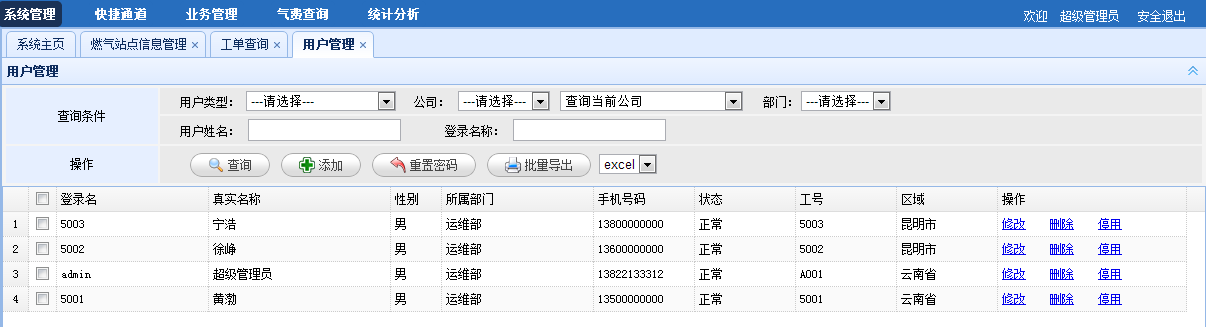 系统管理 快捷通道 业务管理 气费查询 统计分析 欢迎 超级管理员 安全退出
系统主页 燃气站点信息管理 × 工单查询 × 用户管理 ×
用户管理
查询条件 用户类型: ---请选择--- 公司: ---请选择--- 查询当前公司 部门: ---请选择---
用户姓名: 登录名称:
操作 查询 添加 重置密码 批量导出 excel
登录名 真实名称 性别 所属部门 手机号码 状态 工号 区域 操作
1 5003 宁浩 男 运维部 13800000000 正常 5003 昆明市 修改 删除 停用
2 5002 徐峥 男 运维部 13600000000 正常 5002 昆明市 修改 删除 停用
3 admin 超级管理员 男 运维部 13822133312 正常 A001 云南省 修改 删除 停用
4 5001 黄渤 男 运维部 13500000000 正常 5001 云南省 修改 删除 停用